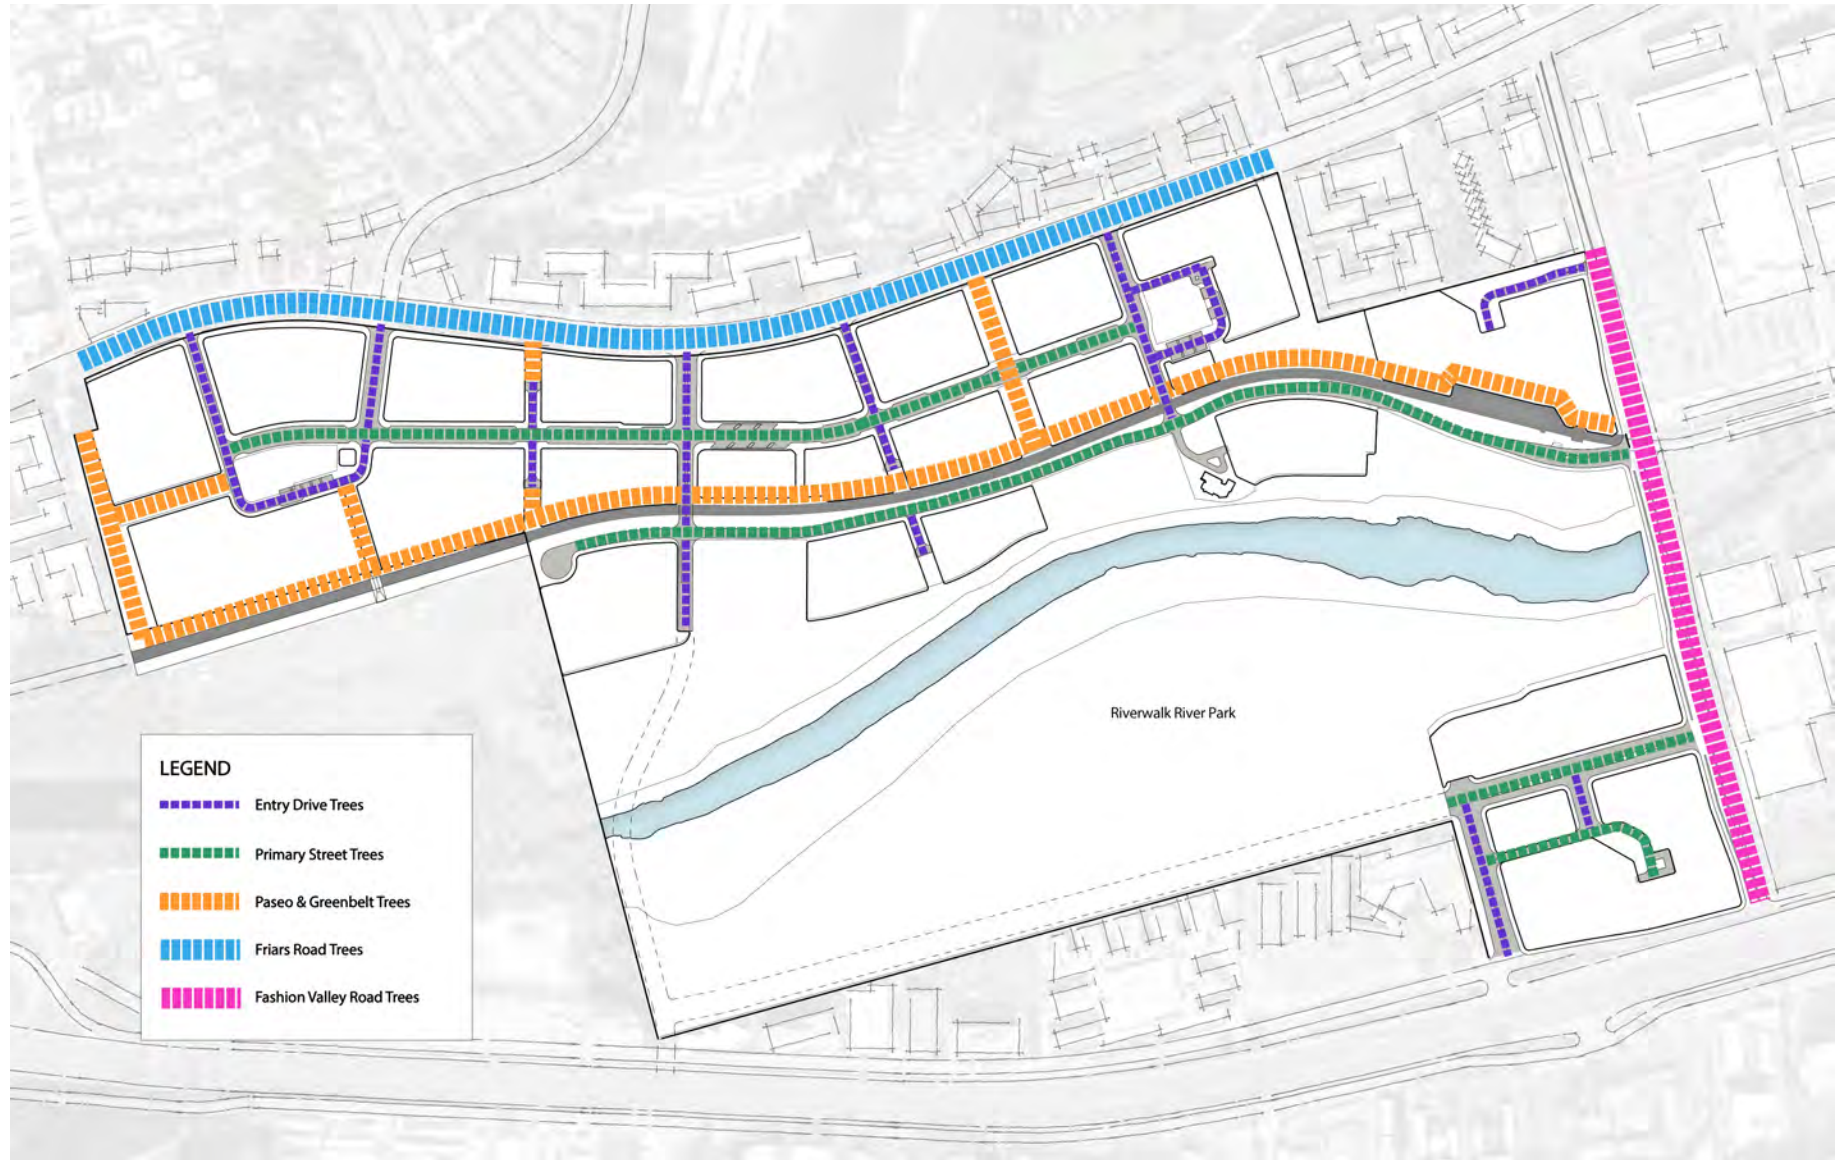 Riverwalk River Park
LEGEND
Entry Drive Trees
Primary Street Trees
Paseo & Greenbelt Trees
Friars Road Trees
Fashion Valley Road Trees